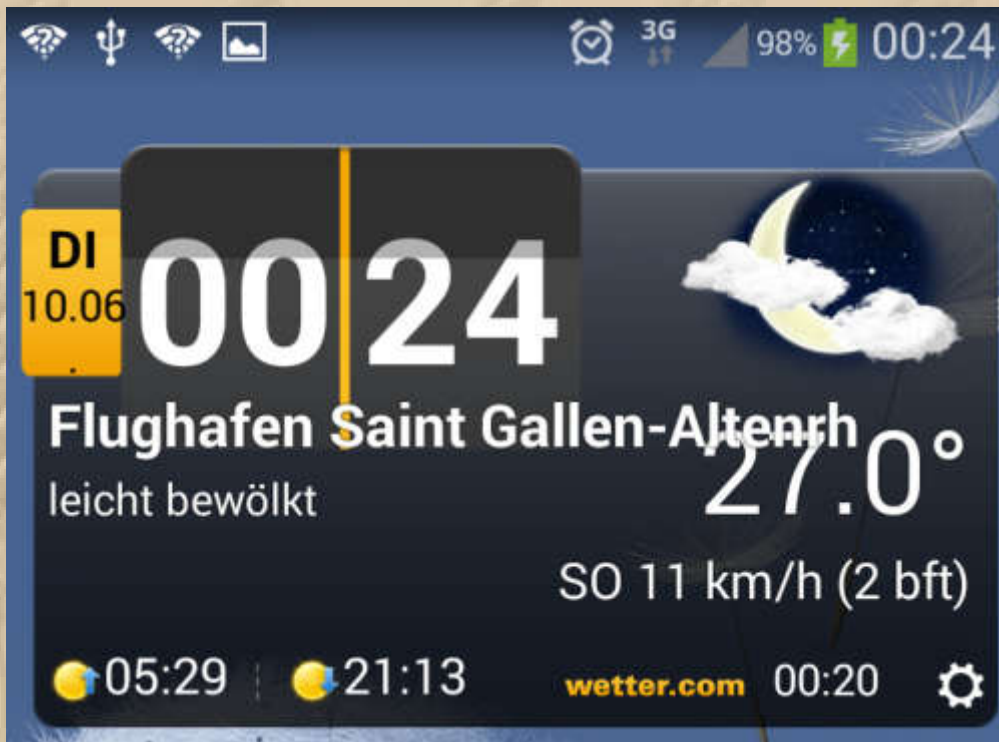 3G 98% 00:24
DI
10.06
.
00 24
Flughafen Saint Gallen-Altenrh
27.0°
leicht bewölkt
SO 11 km/h (2 bft)
05:29 21:13 wetter.com 00:20